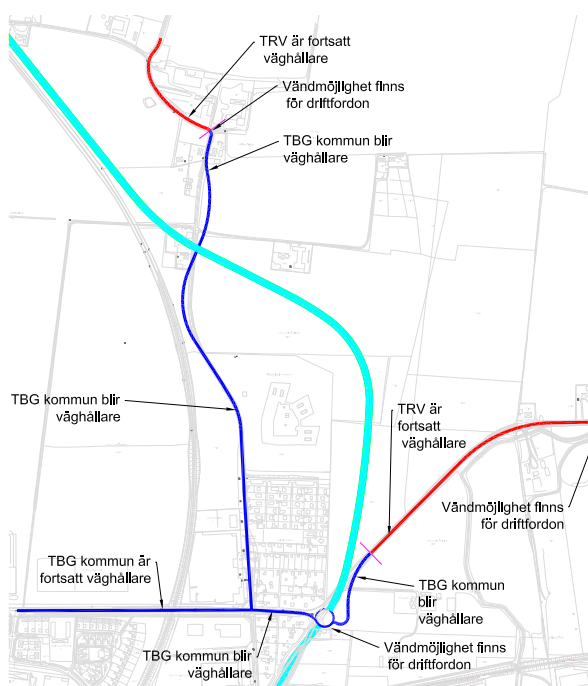 TRV är fortsatt
väghållare
Vändmöjlighet finns
för driftfordon
TBG kommun blir
väghållare
TBG kommun blir
väghållare
TRV är
fortsatt
väghållare
Vändmöjlighet finns
för driftfordon
TBG kommun är
fortsatt väghållare
TBG kommun
blir
väghållare
TBG kommun blir
väghållare
Vändmöjlighet finns
för driftfordon